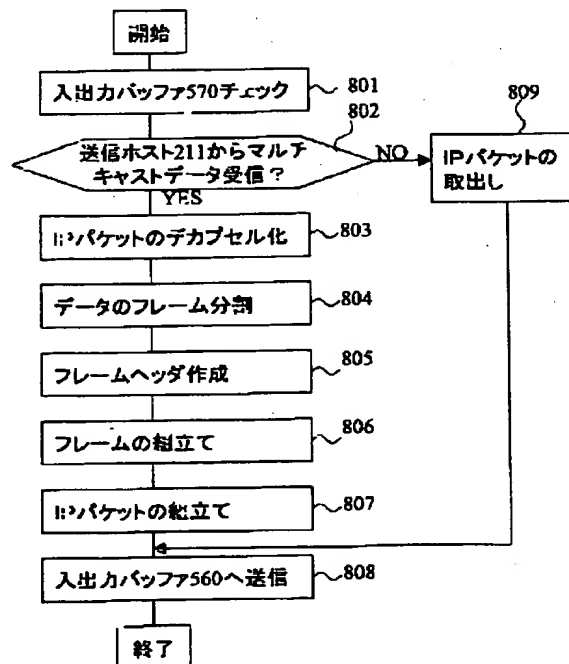 開始
入出力バッファ570チェック
801
802
809
送信ホスト211からマルチ
キャストデータ受信？
NO
IPパケットの
取出し
YES
IPパケットのデカプセル化
803
データのフレーム分割
804
フレームヘッダ作成
805
フレームの組立て
806
IPパケットの組立て
807
入出力バッファ560へ送信
808
終了